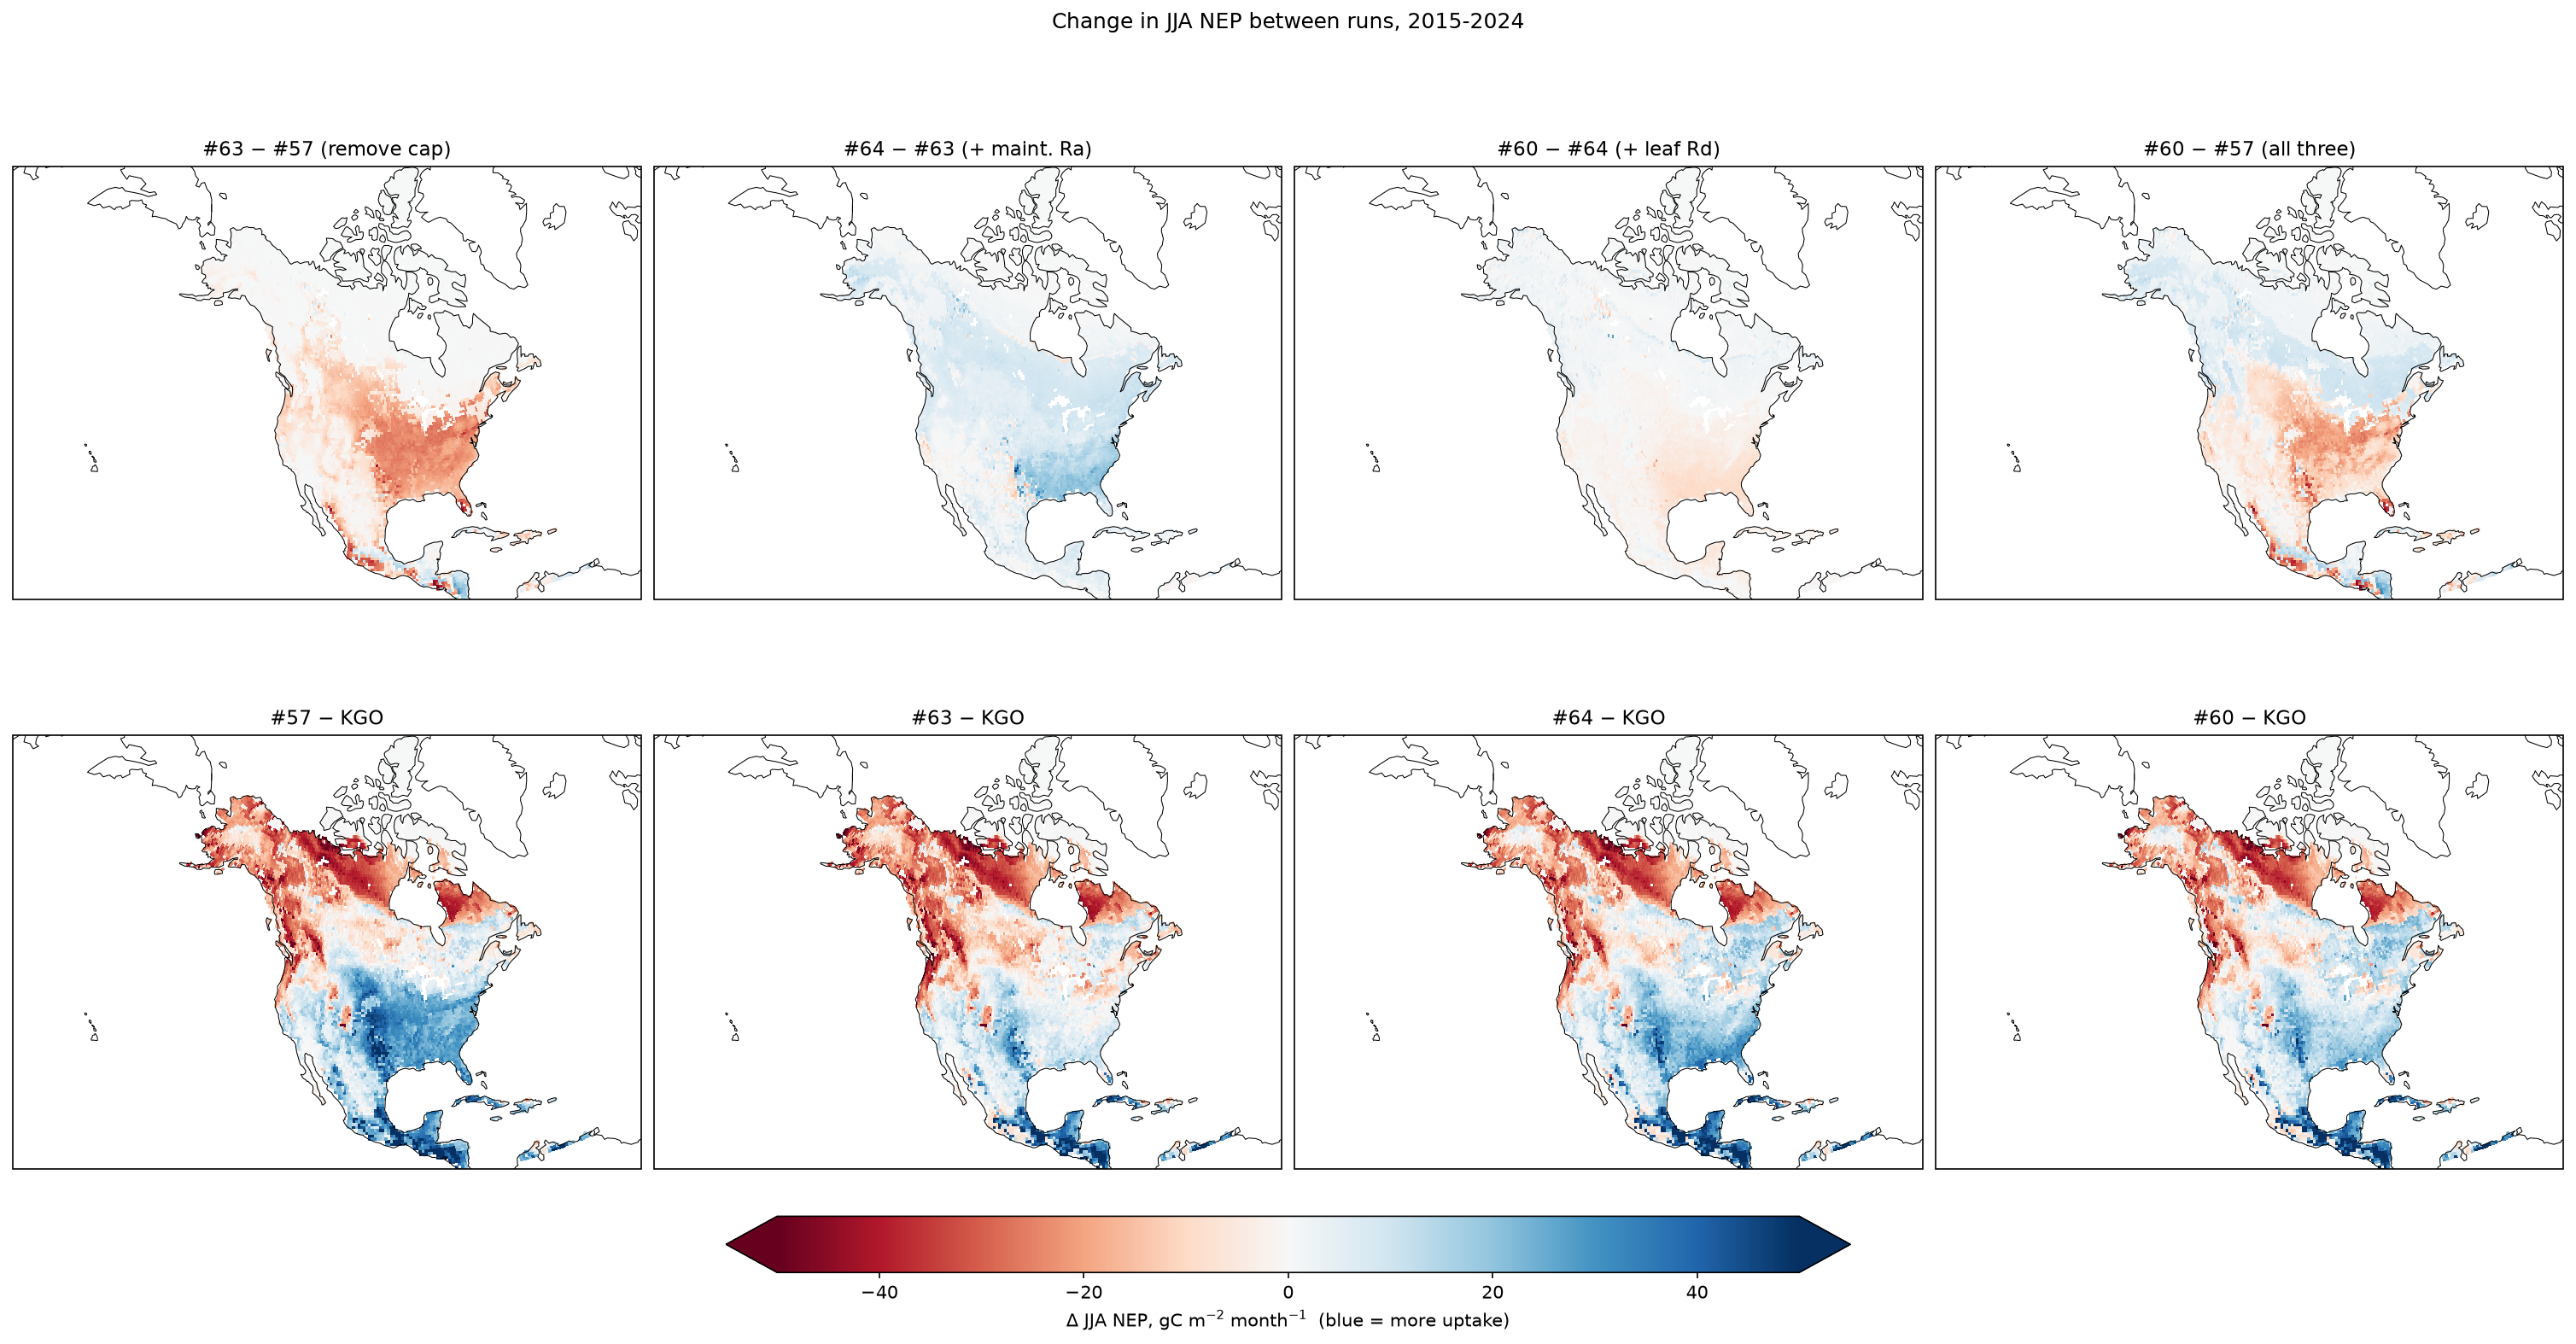 Change in JJA NEP between runs, 2015-2024
#63 − #57 (remove cap)
#64 − #63 (+ maint. Ra)
#60 − #64 (+ leaf Rd)
#60 − #57 (all three)
#57 − KGO
#63 − KGO
#64 − KGO
#60 − KGO
−40 −20 0 20 40
Δ JJA NEP, gC m⁻² month⁻¹ (blue = more uptake)